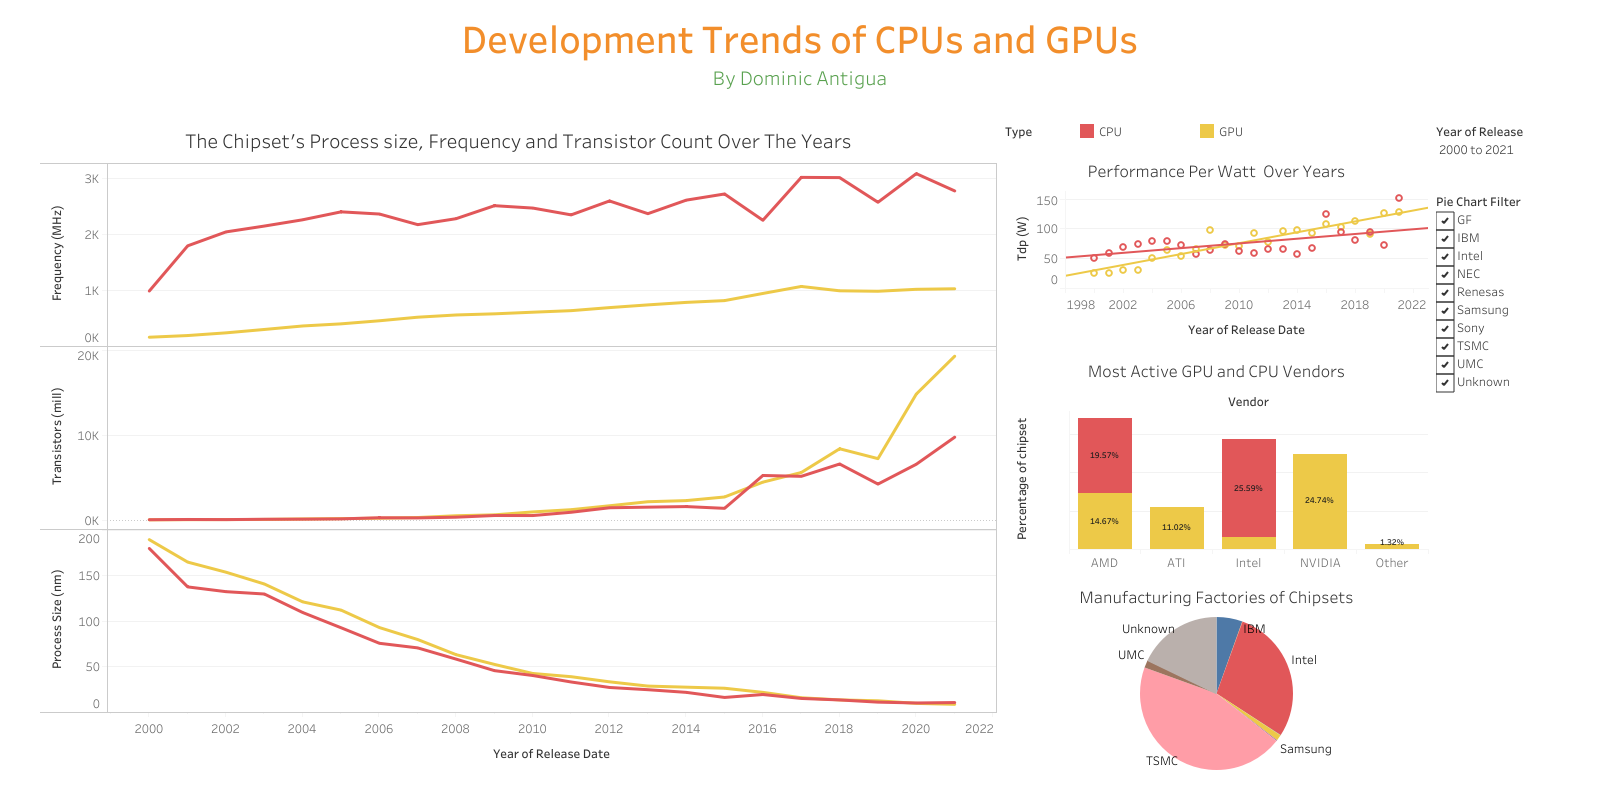 Development Trends of CPUs and GPUs
By Dominic Antigua
The Chipset's Process size, Frequency and Transistor Count Over The Years
Frequency (MHz)
3K
2K
1K
0K
Transistors (mill)
20K
10K
0K
Process Size (nm)
200
150
100
50
0
2000 2002 2004 2006 2008 2010 2012 2014 2016 2018 2020 2022
Year of Release Date
Type CPU GPU
Performance Per Watt Over Years
Tdp (W)
150
100
50
0
1998 2002 2006 2010 2014 2018 2022
Year of Release Date
Most Active GPU and CPU Vendors
Vendor
Percentage of chipset
19.57%
14.67%
11.02%
25.59%
24.74%
1.32%
AMD ATI Intel NVIDIA Other
Manufacturing Factories of Chipsets
Unknown
IBM
UMC
Intel
Samsung
TSMC
Year of Release
2000 to 2021
Pie Chart Filter
GF
IBM
Intel
NEC
Renesas
Samsung
Sony
TSMC
UMC
Unknown